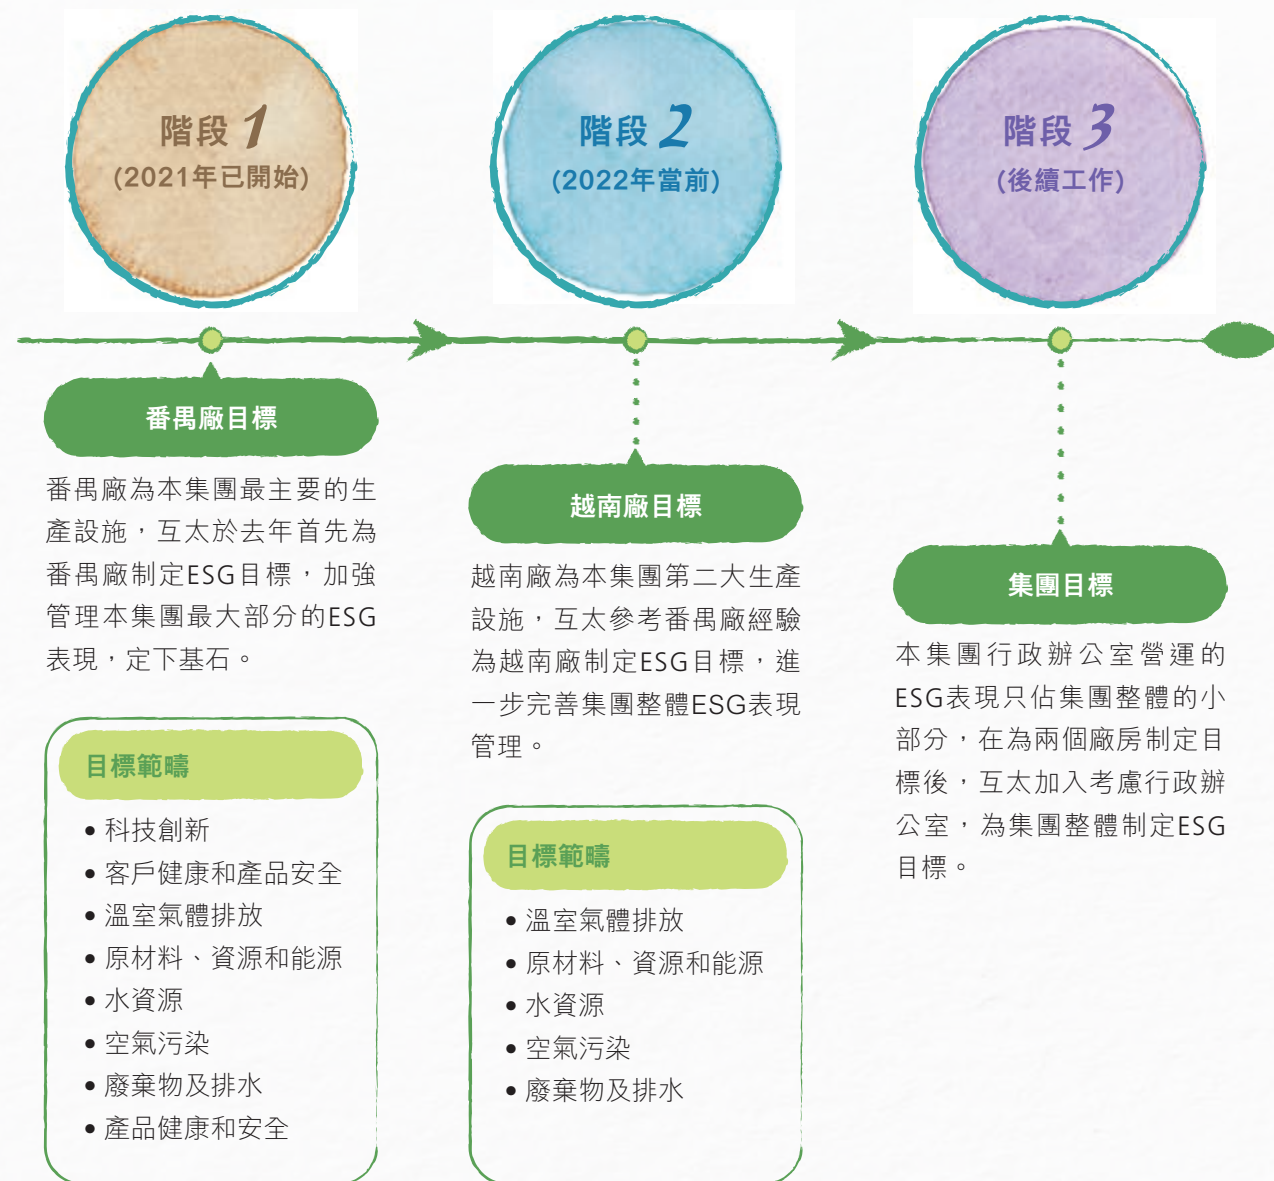 階段 1
(2021年已開始)
番禺廠目標
番禺廠為本集團最主要的生
產設施，互太於去年首先為
番禺廠制定ESG目標，加強
管理本集團最大部分的ESG
表現，定下基石。
目標範疇
• 科技創新
• 客戶健康和產品安全
• 溫室氣體排放
• 原材料、資源和能源
• 水資源
• 空氣污染
• 廢棄物及排水
• 產品健康和安全
階段 2
(2022年當前)
越南廠目標
越南廠為本集團第二大生產
設施，互太參考番禺廠經驗
為越南廠制定ESG目標，進
一步完善集團整體ESG表現
管理。
目標範疇
• 溫室氣體排放
• 原材料、資源和能源
• 水資源
• 空氣污染
• 廢棄物及排水
階段 3
(後續工作)
集團目標
本集團行政辦公室營運的
ESG表現只佔集團整體的小
部分，在為兩個廠房制定目
標後，互太加入考慮行政辦
公室，為集團整體制定ESG
目標。